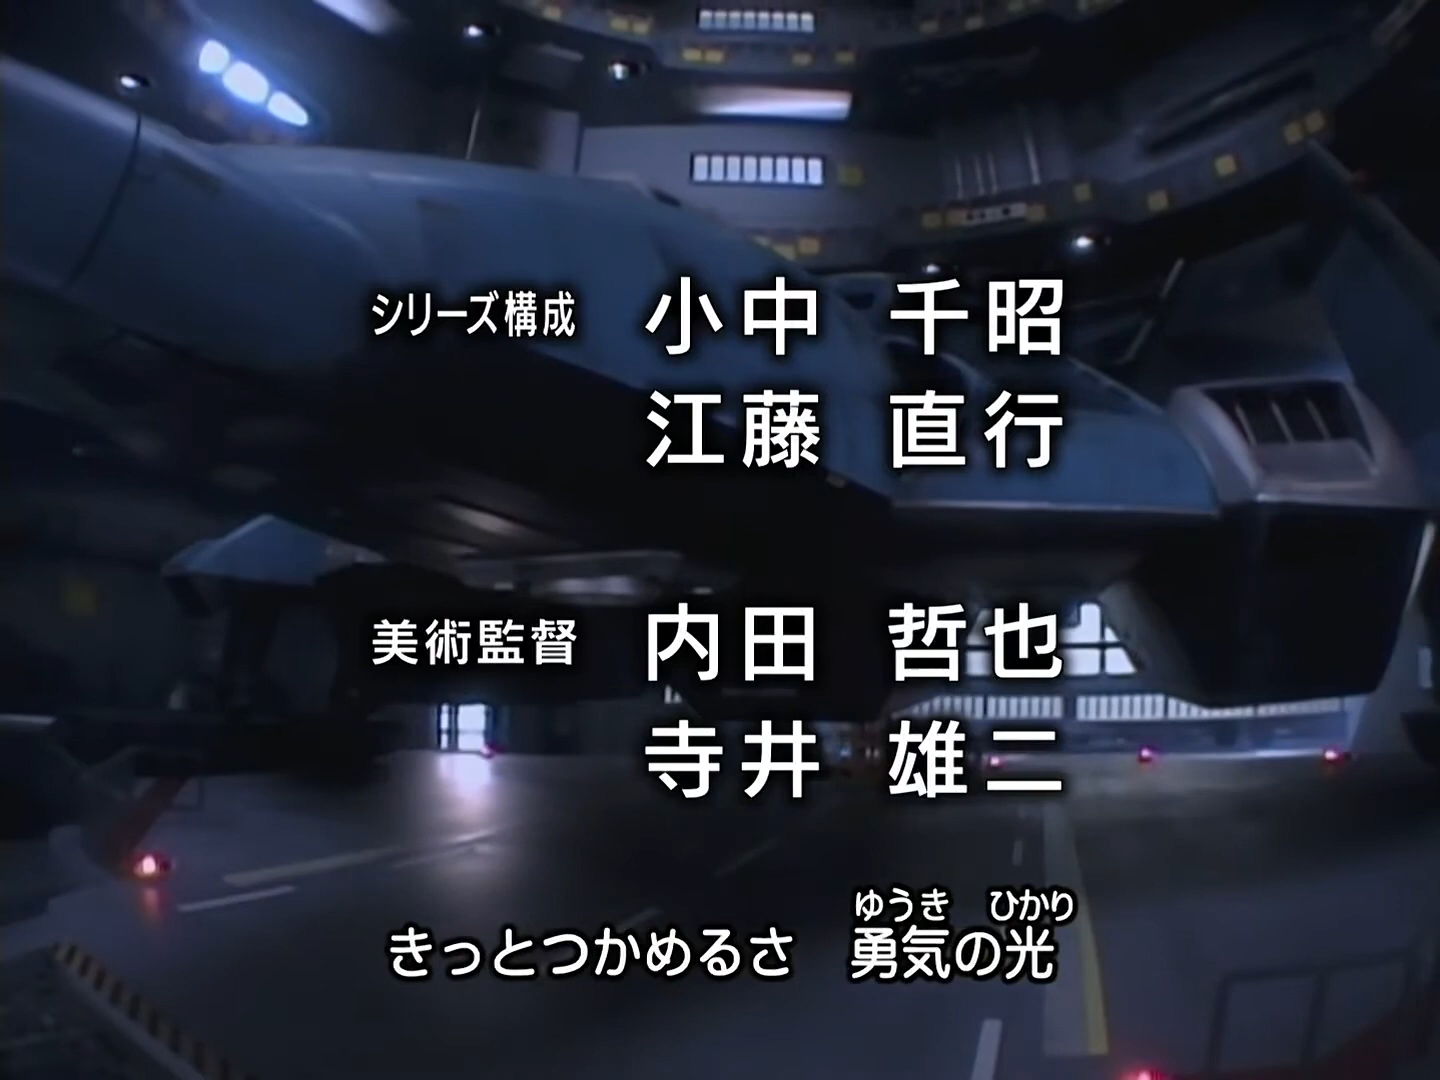 シリーズ構成 小中 千昭
江藤 直行
美術監督 内田 哲也
寺井 雄二
ゆうき ひかり
きっとつかめるさ 勇気の光